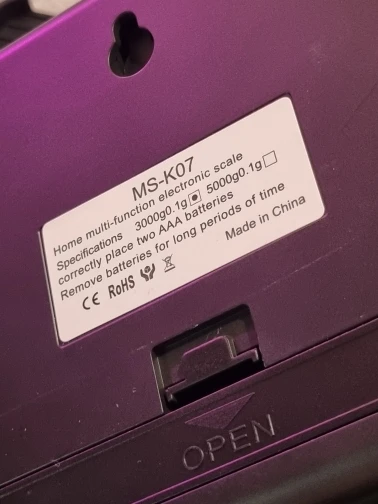 MS-K07
Home multi-function electronic scale
Specifications 3000g0.1g 5000g0.1g
correctly place two AAA batteries
Remove batteries for long periods of time
Made in China
CE RoHS
OPEN